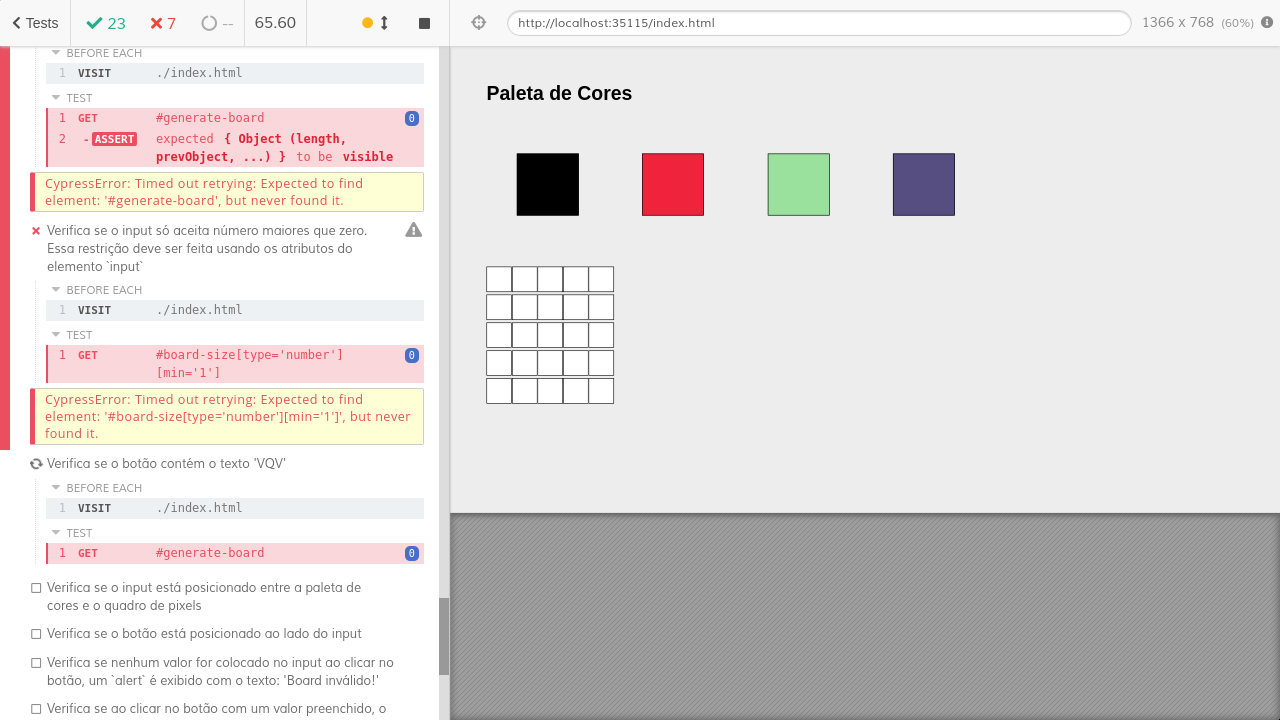 Tests 23 7 -- 65.60
http://localhost:35115/index.html 1366 x 768 (60%)
BEFORE EACH
1 VISIT ./index.html
TEST
1 GET #generate-board 0
2 -ASSERT expected { Object (length,
prevObject, ...) } to be visible
CypressError: Timed out retrying: Expected to find
element: '#generate-board', but never found it.
Verifica se o input só aceita número maiores que zero.
Essa restrição deve ser feita usando os atributos do
elemento `input`
BEFORE EACH
1 VISIT ./index.html
TEST
1 GET #board-size[type='number'] 0
[min='1']
CypressError: Timed out retrying: Expected to find
element: '#board-size[type='number'][min='1']', but never
found it.
Verifica se o botão contém o texto 'VQV'
BEFORE EACH
1 VISIT ./index.html
TEST
1 GET #generate-board 0
Verifica se o input está posicionado entre a paleta de
cores e o quadro de pixels
Verifica se o botão está posicionado ao lado do input
Verifica se nenhum valor for colocado no input ao clicar no
botão, um `alert` é exibido com o texto: 'Board inválido!'
Verifica se ao clicar no botão com um valor preenchido, o
Paleta de Cores